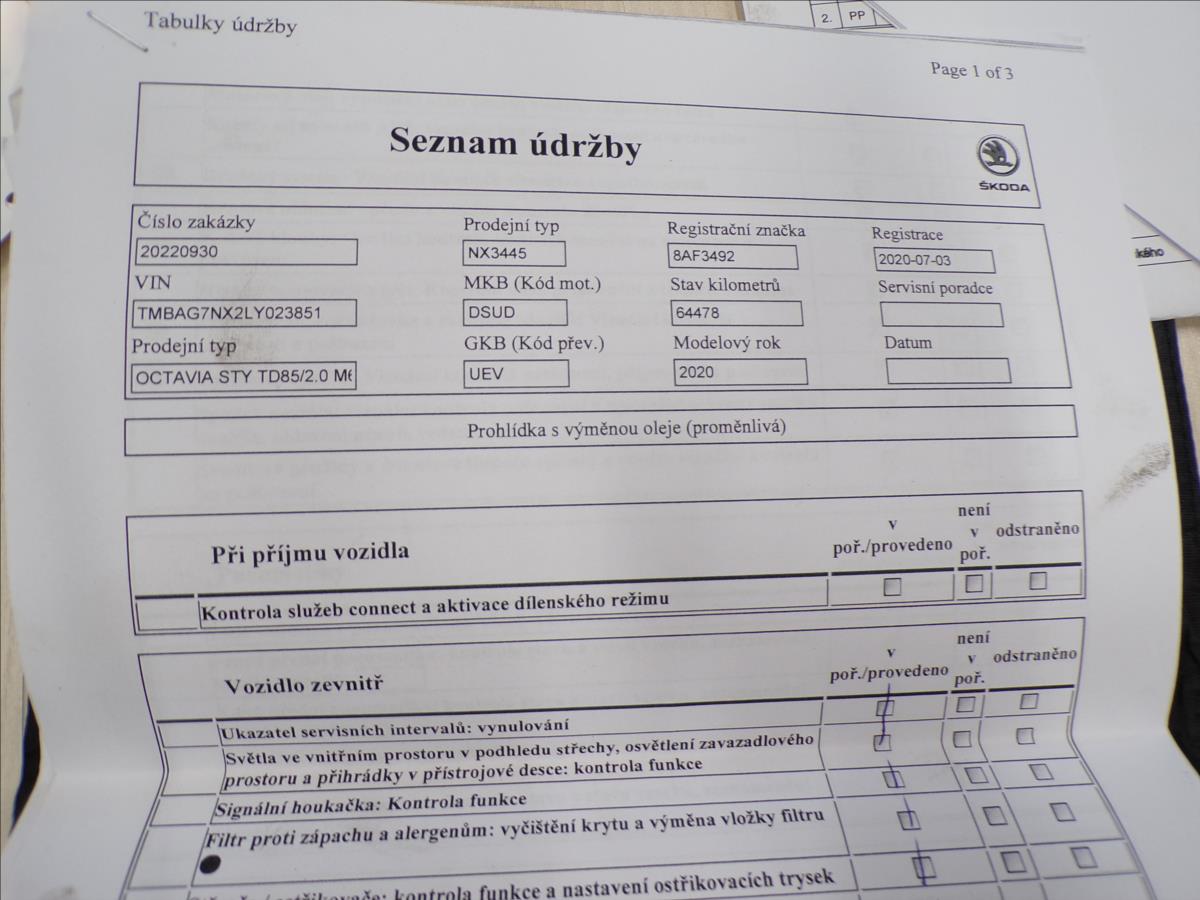 2. PP
Tabulky údržby
Page 1 of 3
Seznam údržby
ŠKODA
Číslo zakázky
20220930
Prodejní typ
NX3445
Registrační značka
8AF3492
Registrace
2020-07-03
VIN
TMBAG7NX2LY023851
MKB (Kód mot.)
DSUD
Stav kilometrů
64478
Servisní poradce
Prodejní typ
OCTAVIA STY TD85/2.0 M6
GKB (Kód přev.)
UEV
Modelový rok
2020
Datum
Prohlídka s výměnou oleje (proměnlivá)
Při příjmu vozidla
v poř./provedeno
není v poř.
odstraněno
Kontrola služeb connect a aktivace dílenského režimu
Vozidlo zevnitř
v poř./provedeno
není v poř.
odstraněno
Ukazatel servisních intervalů: vynulování
Světla ve vnitřním prostoru v podhledu střechy, osvětlení zavazadlového
prostoru a přihrádky v přístrojové desce: kontrola funkce
Signální houkačka: Kontrola funkce
Filtr proti zápachu a alergenům: vyčištění krytu a výměna vložky filtru
kontrola funkce a nastavení ostřikovacích trysek